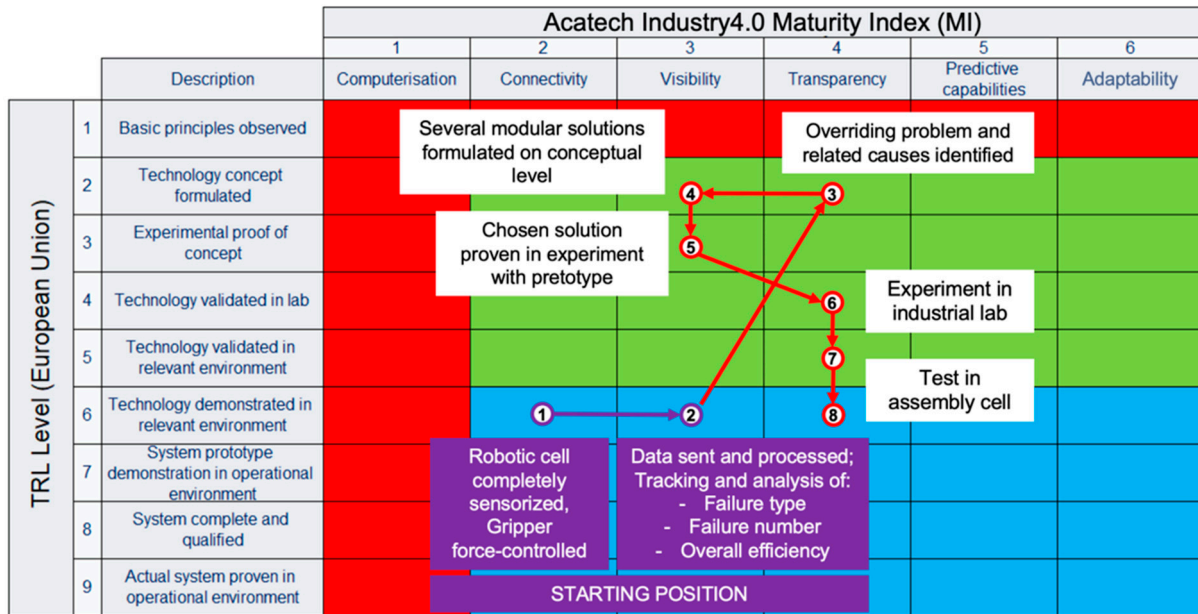 Acatech Industry4.0 Maturity Index (MI)
1 2 3 4 5 6
Description Computerisation Connectivity Visibility Transparency Predictive
capabilities Adaptability
TRL Level (European Union)
1 Basic principles observed
2 Technology concept
formulated
3 Experimental proof of
concept
4 Technology validated in lab
5 Technology validated in
relevant environment
6 Technology demonstrated in
relevant environment
7 System prototype
demonstration in operational
environment
8 System complete and
qualified
9 Actual system proven in
operational environment
Several modular solutions
formulated on conceptual
level
Overriding problem and
related causes identified
4 3
Chosen solution
proven in experiment
with pretotype
5
6
Experiment in
industrial lab
7
Test in
assembly cell
1 2 8
Robotic cell
completely
sensorized,
Gripper
force-controlled
Data sent and processed;
Tracking and analysis of:
- Failure type
- Failure number
- Overall efficiency
STARTING POSITION